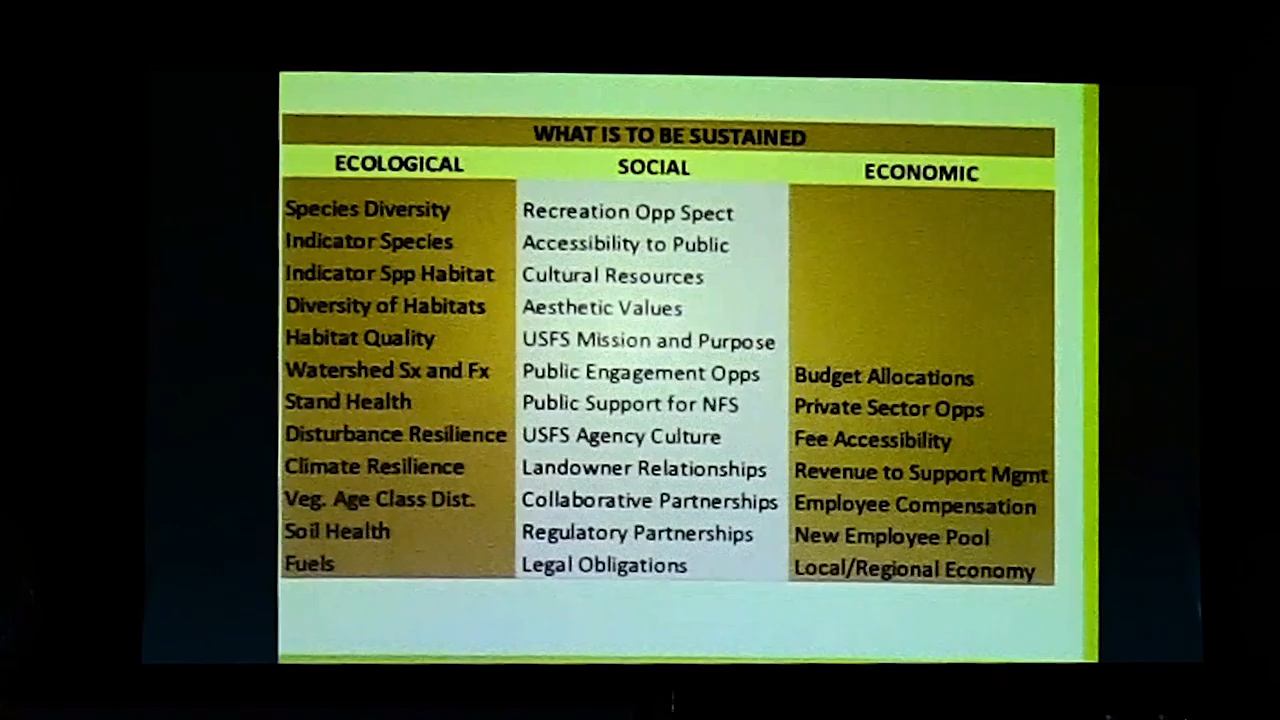 WHAT IS TO BE SUSTAINED
ECOLOGICAL SOCIAL ECONOMIC
Species Diversity Recreation Opp Spect
Indicator Species Accessibility to Public
Indicator Spp Habitat Cultural Resources
Diversity of Habitats Aesthetic Values
Habitat Quality USFS Mission and Purpose
Watershed Sx and Fx Public Engagement Opps Budget Allocations
Stand Health Public Support for NFS Private Sector Opps
Disturbance Resilience USFS Agency Culture Fee Accessibility
Climate Resilience Landowner Relationships Revenue to Support Mgmt
Veg. Age Class Dist. Collaborative Partnerships Employee Compensation
Soil Health Regulatory Partnerships New Employee Pool
Fuels Legal Obligations Local/Regional Economy